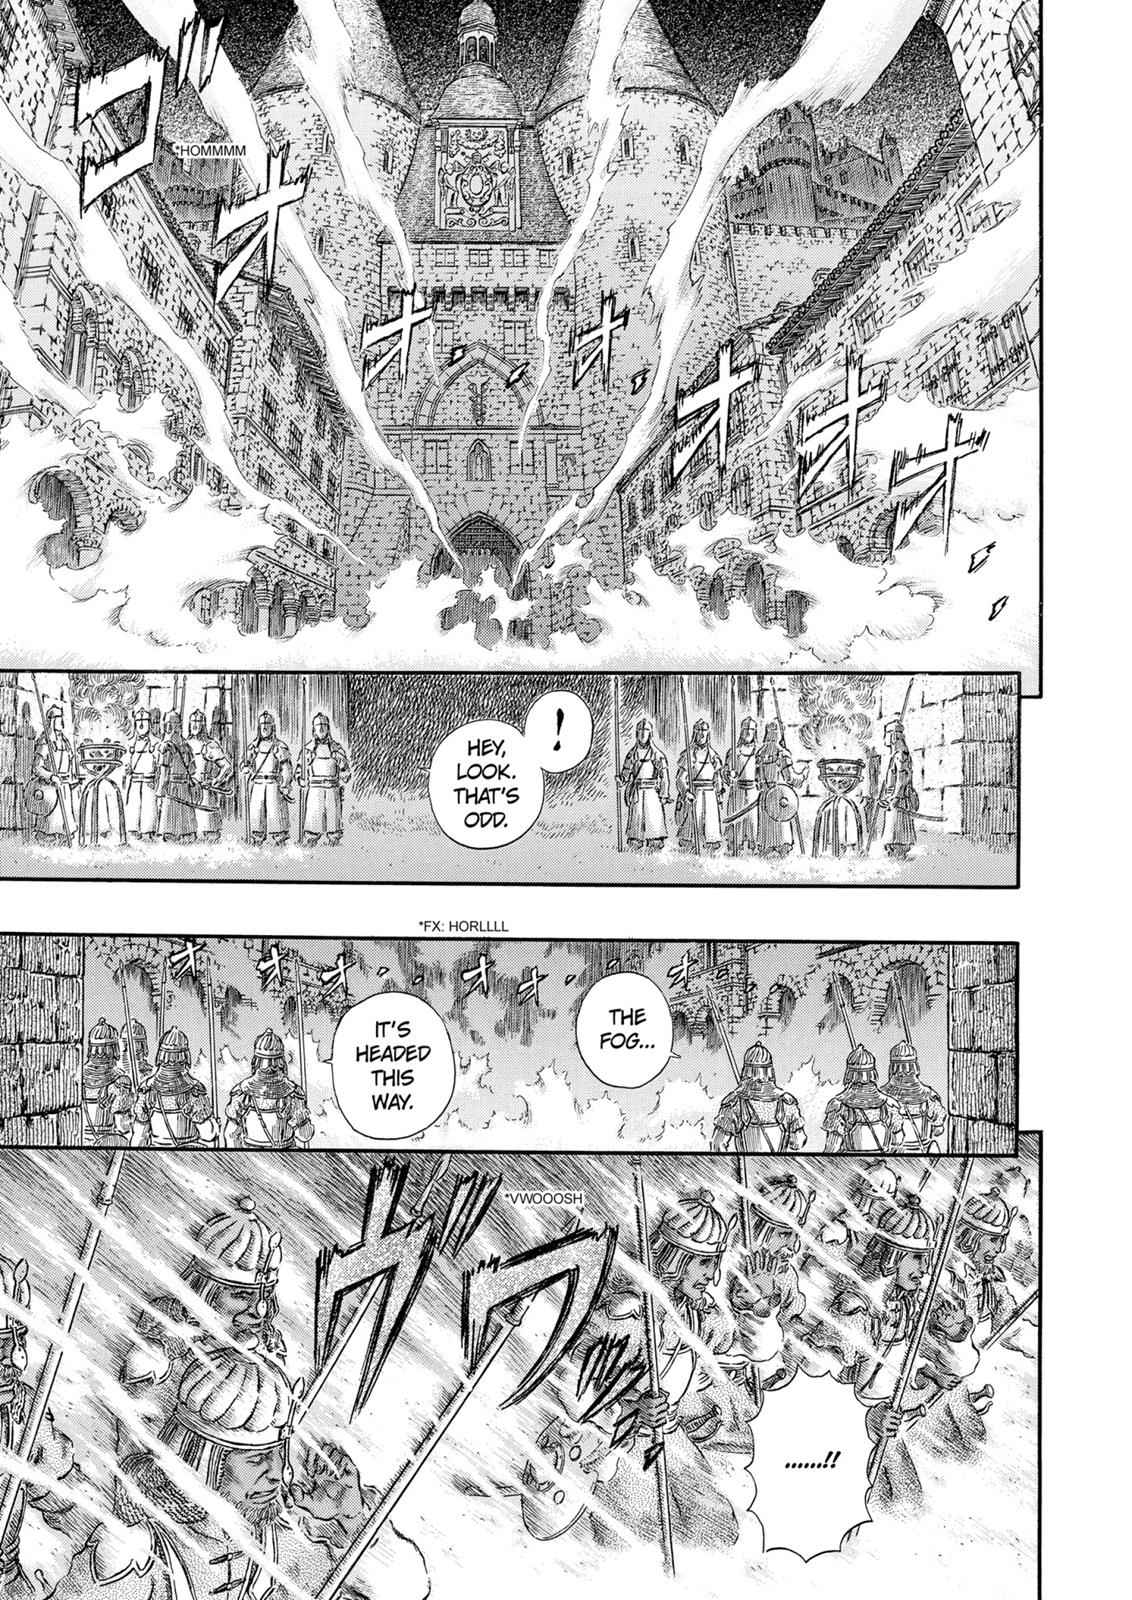 ゴオオオオオオオ
*HOMMMM
!
HEY,
LOOK.
THAT'S
ODD.
*FX: HORLLLL
オオオオオオ
THE
FOG...
IT'S
HEADED
THIS
WAY.
*VWOOOSH
ヴワ
.......!!